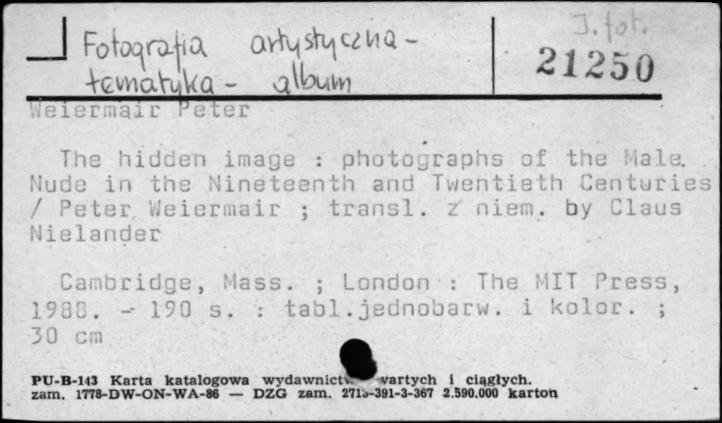 Fotografia artystyczna -
tematyka - album
J. fot.
21250
Weiermair Peter
The hidden image : photographs of the Male
Nude in the Nineteenth and Twentieth Centuries
/ Peter Weiermair ; transl. z niem. by Claus
Nielander
Cambridge, Mass. ; London : The MIT Press,
1988. - 190 s. : tabl.jednobarw. i kolor. ;
30 cm
PU-B-143 Karta katalogowa wydawnictw zwartych i ciągłych.
zam. 1778-DW-ON-WA-86 — DZG zam. 2715-391-3-367 2.590.000 karton